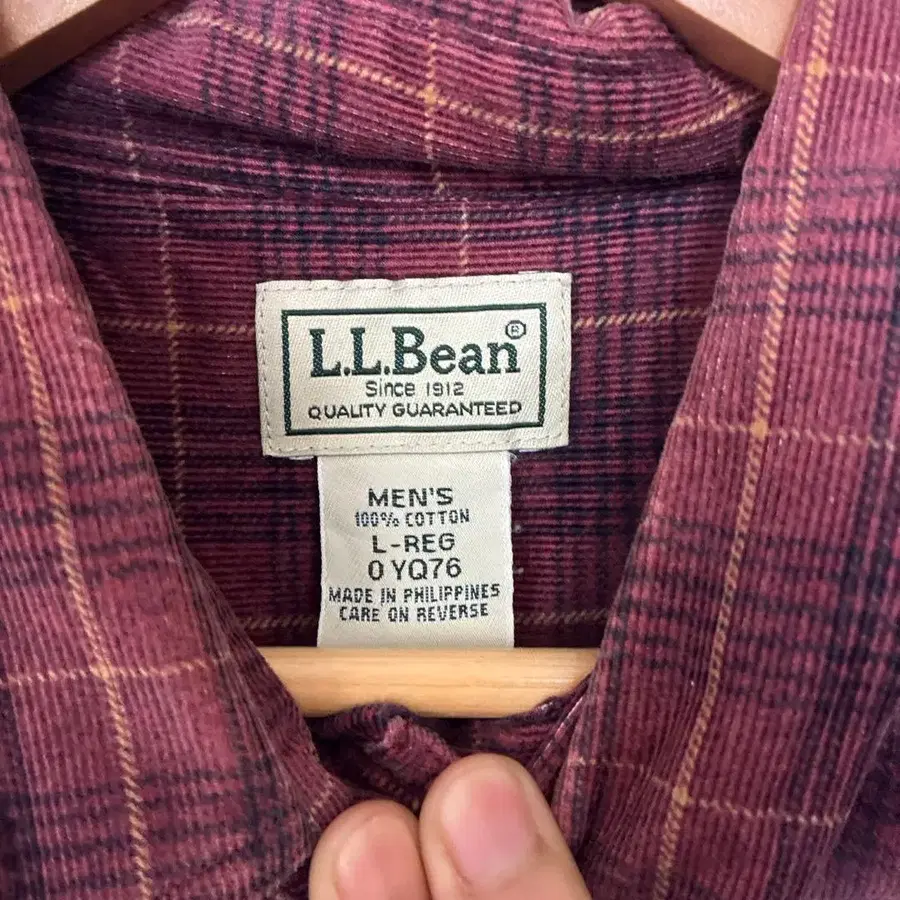 L.L.Bean®
Since 1912
QUALITY GUARANTEED
MEN'S
100% COTTON
L-REG
0 YQ76
MADE IN PHILIPPINES
CARE ON REVERSE